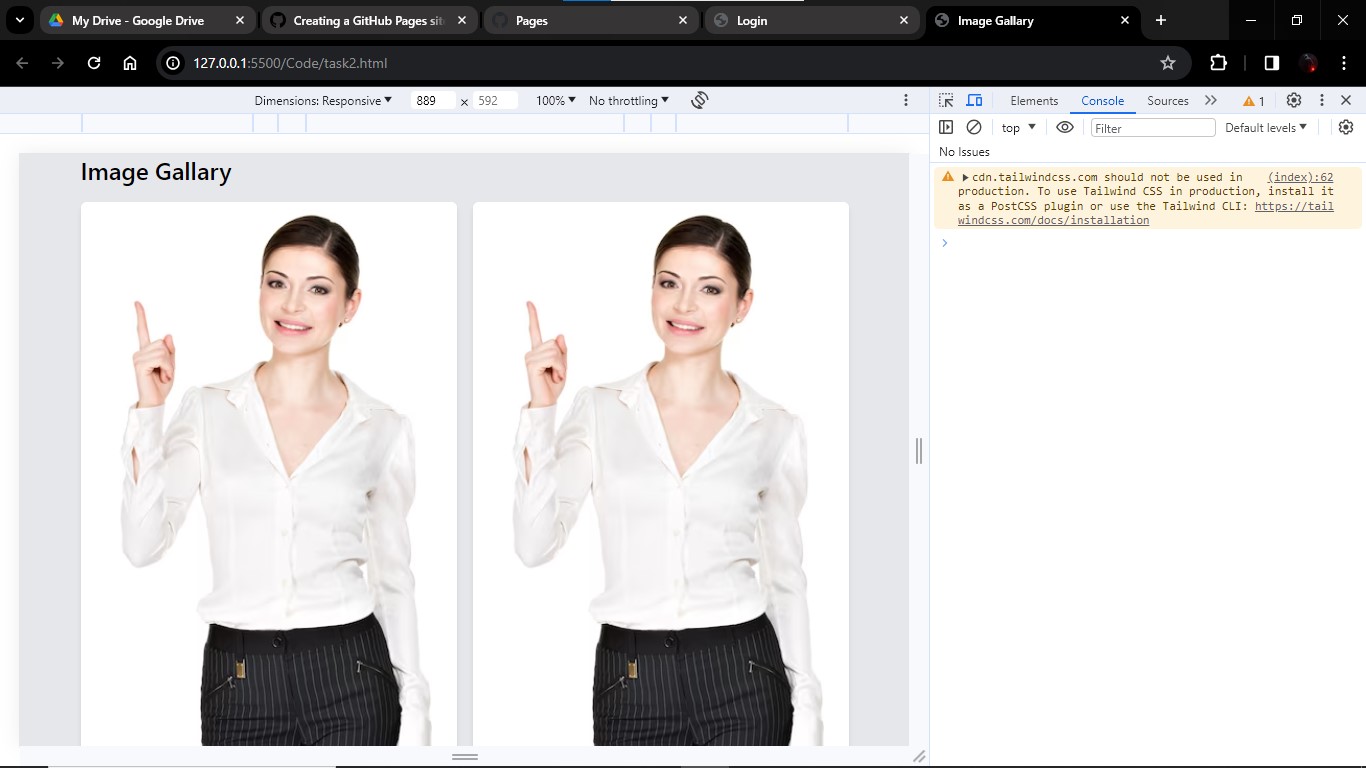 My Drive - Google Drive
Creating a GitHub Pages sit
Pages
Login
Image Gallary
127.0.0.1:5500/Code/task2.html
Dimensions: Responsive 889 x 592 100% No throttling
Elements Console Sources 1
top Filter Default levels
No Issues
cdn.tailwindcss.com should not be used in (index):62
production. To use Tailwind CSS in production, install it
as a PostCSS plugin or use the Tailwind CLI: https://tail
windcss.com/docs/installation
Image Gallary